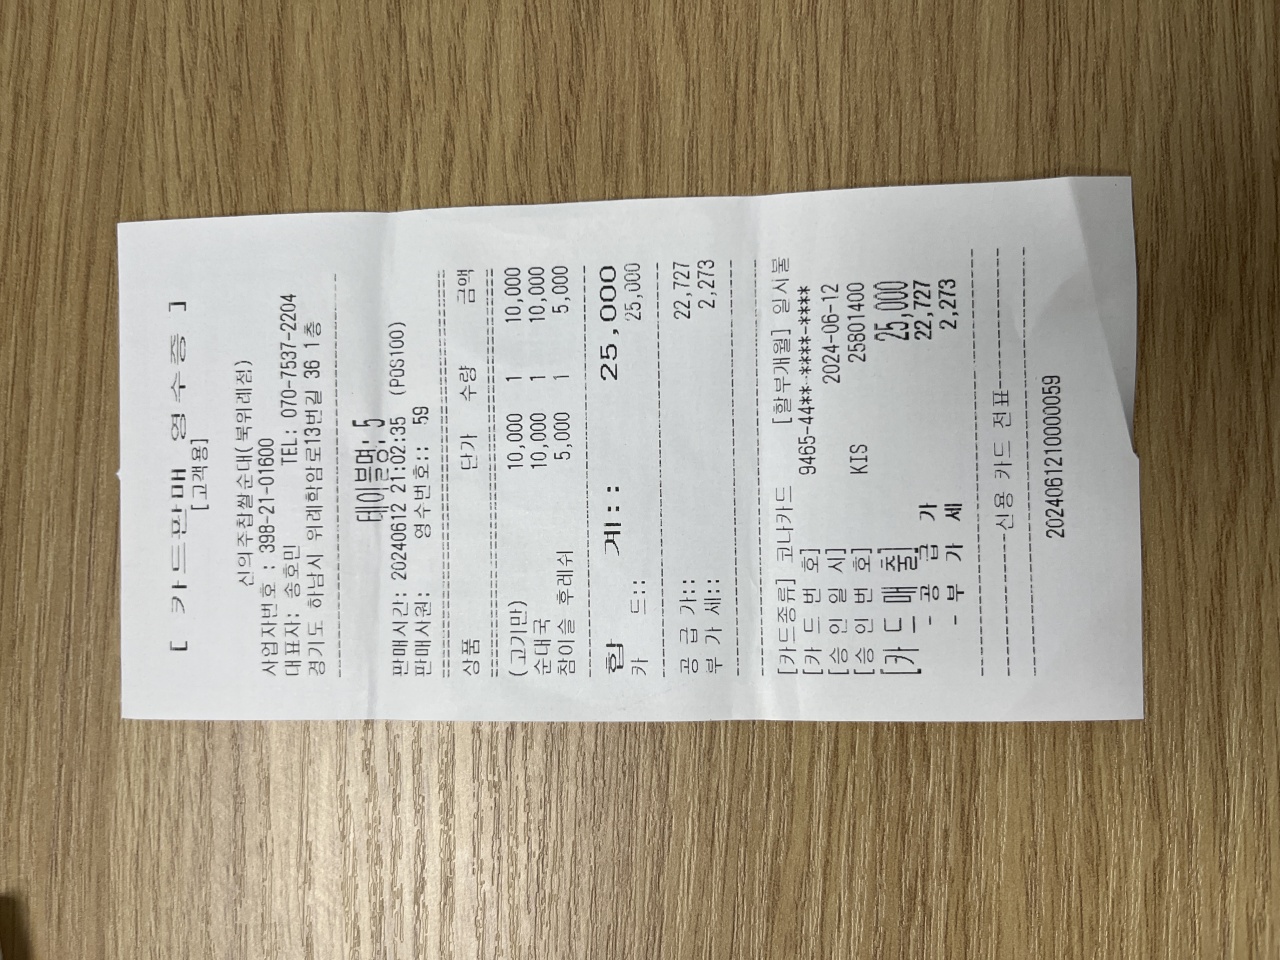 [ 카드판매 영수증 ]
[고객용]
신의주찹쌀순대(북위례점)
사업자번호 : 398-21-01600
대표자: 송호민 TEL: 070-7537-2204
경기도 하남시 위례학암로13번길 36 1층
테이블명: 5
판매시간: 20240612 21:02:35 (POS100)
판매사원: 영수번호:: 59
상품 단가 수량 금액
(고기만) 10,000 1 10,000
순대국 10,000 1 10,000
참이슬 후레쉬 5,000 1 5,000
합 계:: 25,000
카 드:: 25,000
공 급 가:: 22,727
부 가 세:: 2,273
[카드종류] 코나카드 [할부개월] 일시불
[카 드 번 호] 9465-44**-****-****
[승 인 일 시] 2024-06-12
[승 인 번 호] KIS 25801400
[카 드 매 출] 25,000
- 공 급 가 22,727
- 부 가 세 2,273
신용 카드 전표
2024061210000059